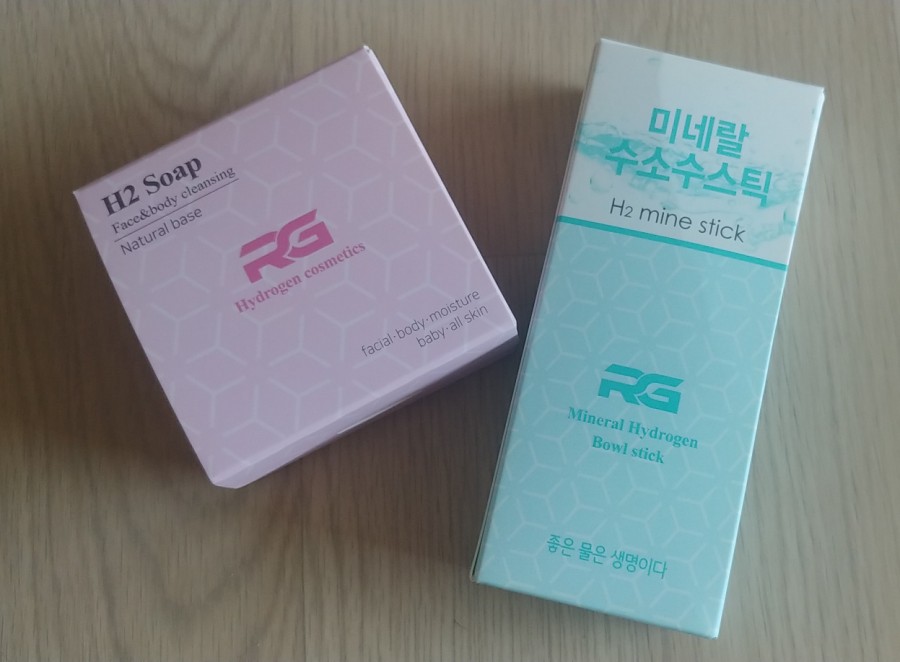 H2 Soap
Face&body cleansing
Natural base
RG
Hydrogen cosmetics
facial·body·moisture
baby·all skin
미네랄
수소수스틱
H2 mine stick
RG
Mineral Hydrogen
Bowl stick
좋은 물은 생명이다